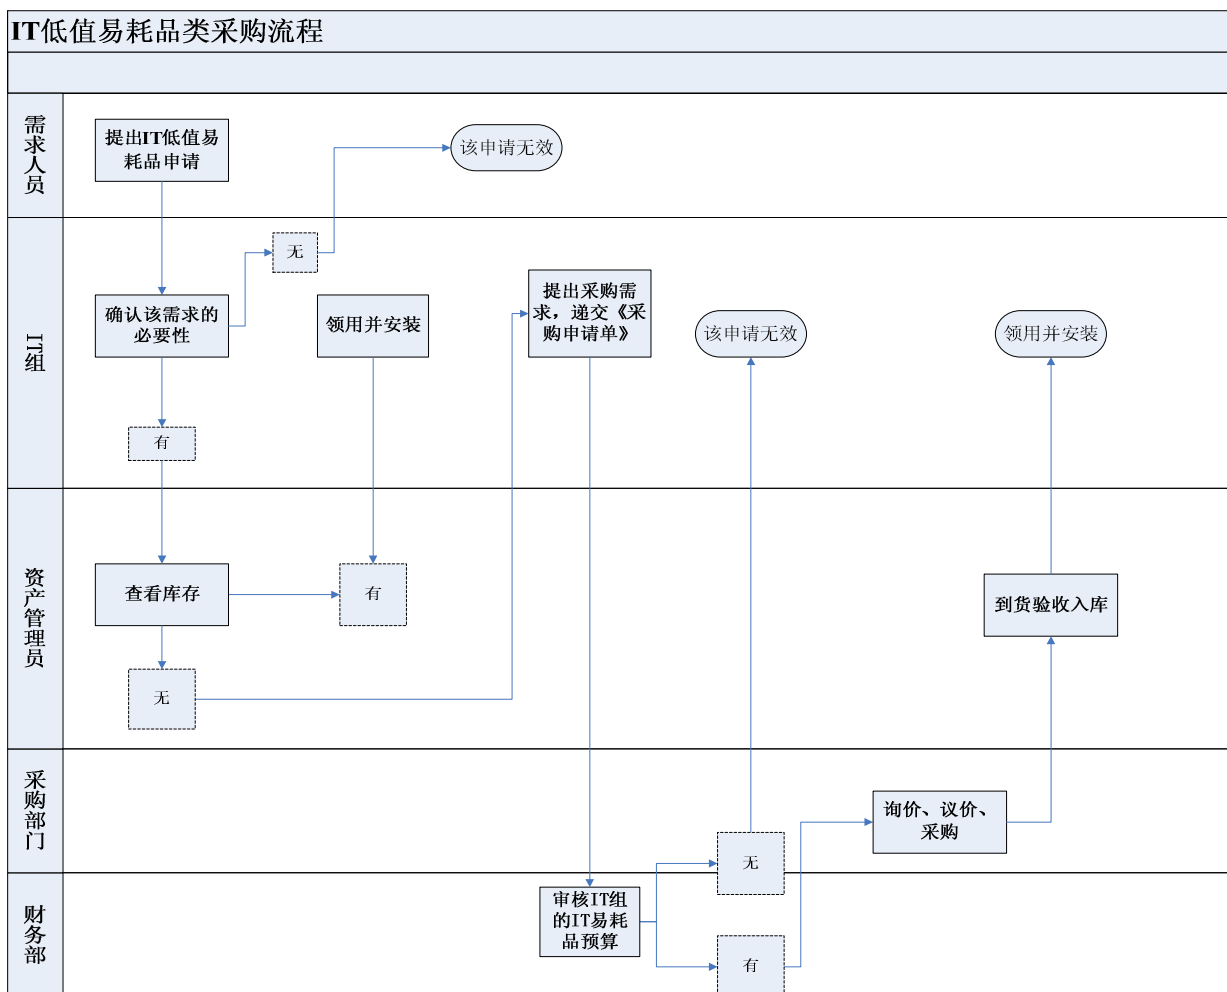 IT低值易耗品类采购流程
需求人员
提出IT低值易
耗品申请
该申请无效
IT组
无
确认该需求的
必要性
领用并安装
提出采购需
求，递交《采
购申请单》
该申请无效
领用并安装
有
资产管理员
查看库存
有
到货验收入库
无
采购部门
询价、议价、
采购
无
财务部
审核IT组
的IT易耗
品预算
有